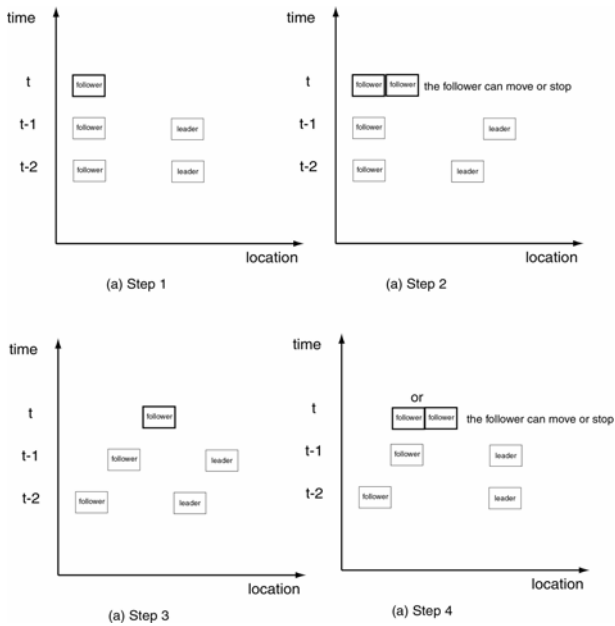 time
t
follower
t-1
follower
leader
t-2
follower
leader
location
(a) Step 1
time
t
follower
follower
the follower can move or stop
t-1
follower
leader
t-2
follower
leader
location
(a) Step 2
time
t
follower
t-1
follower
leader
t-2
follower
leader
location
(a) Step 3
time
or
t
follower
follower
the follower can move or stop
t-1
follower
leader
t-2
follower
leader
location
(a) Step 4